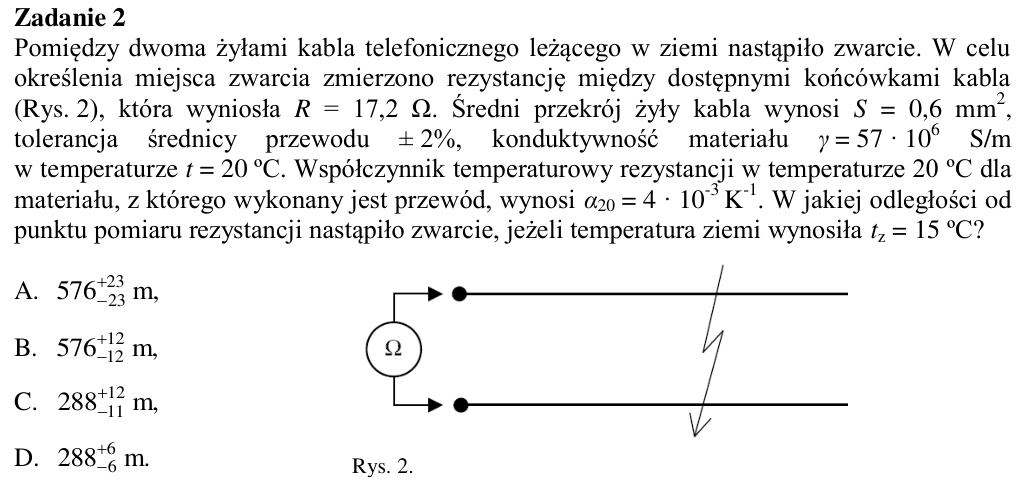 Zadanie 2
Pomiędzy dwoma żyłami kabla telefonicznego leżącego w ziemi nastąpiło zwarcie. W celu
określenia miejsca zwarcia zmierzono rezystancję między dostępnymi końcówkami kabla
(Rys. 2), która wyniosła R = 17,2 Ω. Średni przekrój żyły kabla wynosi S = 0,6 mm²,
tolerancja średnicy przewodu ± 2%, konduktywność materiału γ = 57 · 10⁶ S/m
w temperaturze t = 20 ºC. Współczynnik temperaturowy rezystancji w temperaturze 20 ºC dla
materiału, z którego wykonany jest przewód, wynosi α₂₀ = 4 · 10⁻³ K⁻¹. W jakiej odległości od
punktu pomiaru rezystancji nastąpiło zwarcie, jeżeli temperatura ziemi wynosiła t_z = 15 ºC?
A. 576⁺²³₋₂₃ m,
B. 576⁺¹²₋₁₂ m,
C. 288⁺¹²₋₁₁ m,
D. 288⁺⁶₋₆ m.
Ω
Rys. 2.